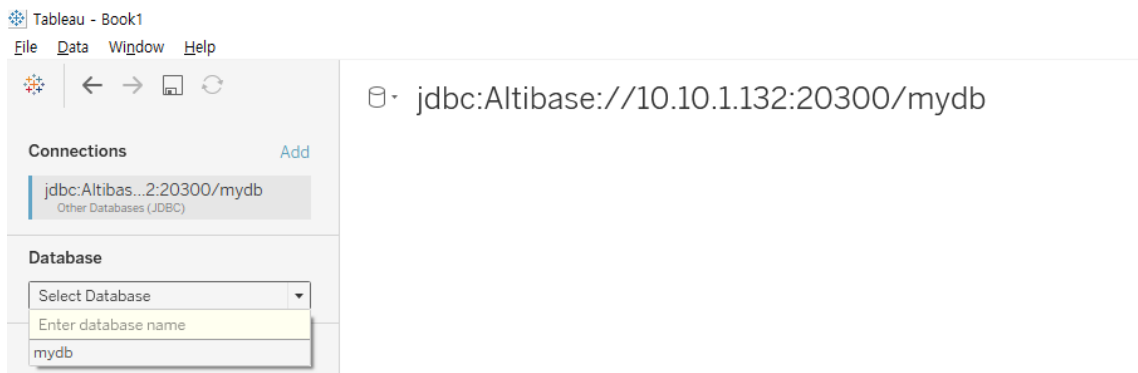 Tableau - Book1
File Data Window Help
jdbc:Altibase://10.10.1.132:20300/mydb
Connections Add
jdbc:Altibas...2:20300/mydb
Other Databases (JDBC)
Database
Select Database
Enter database name
mydb